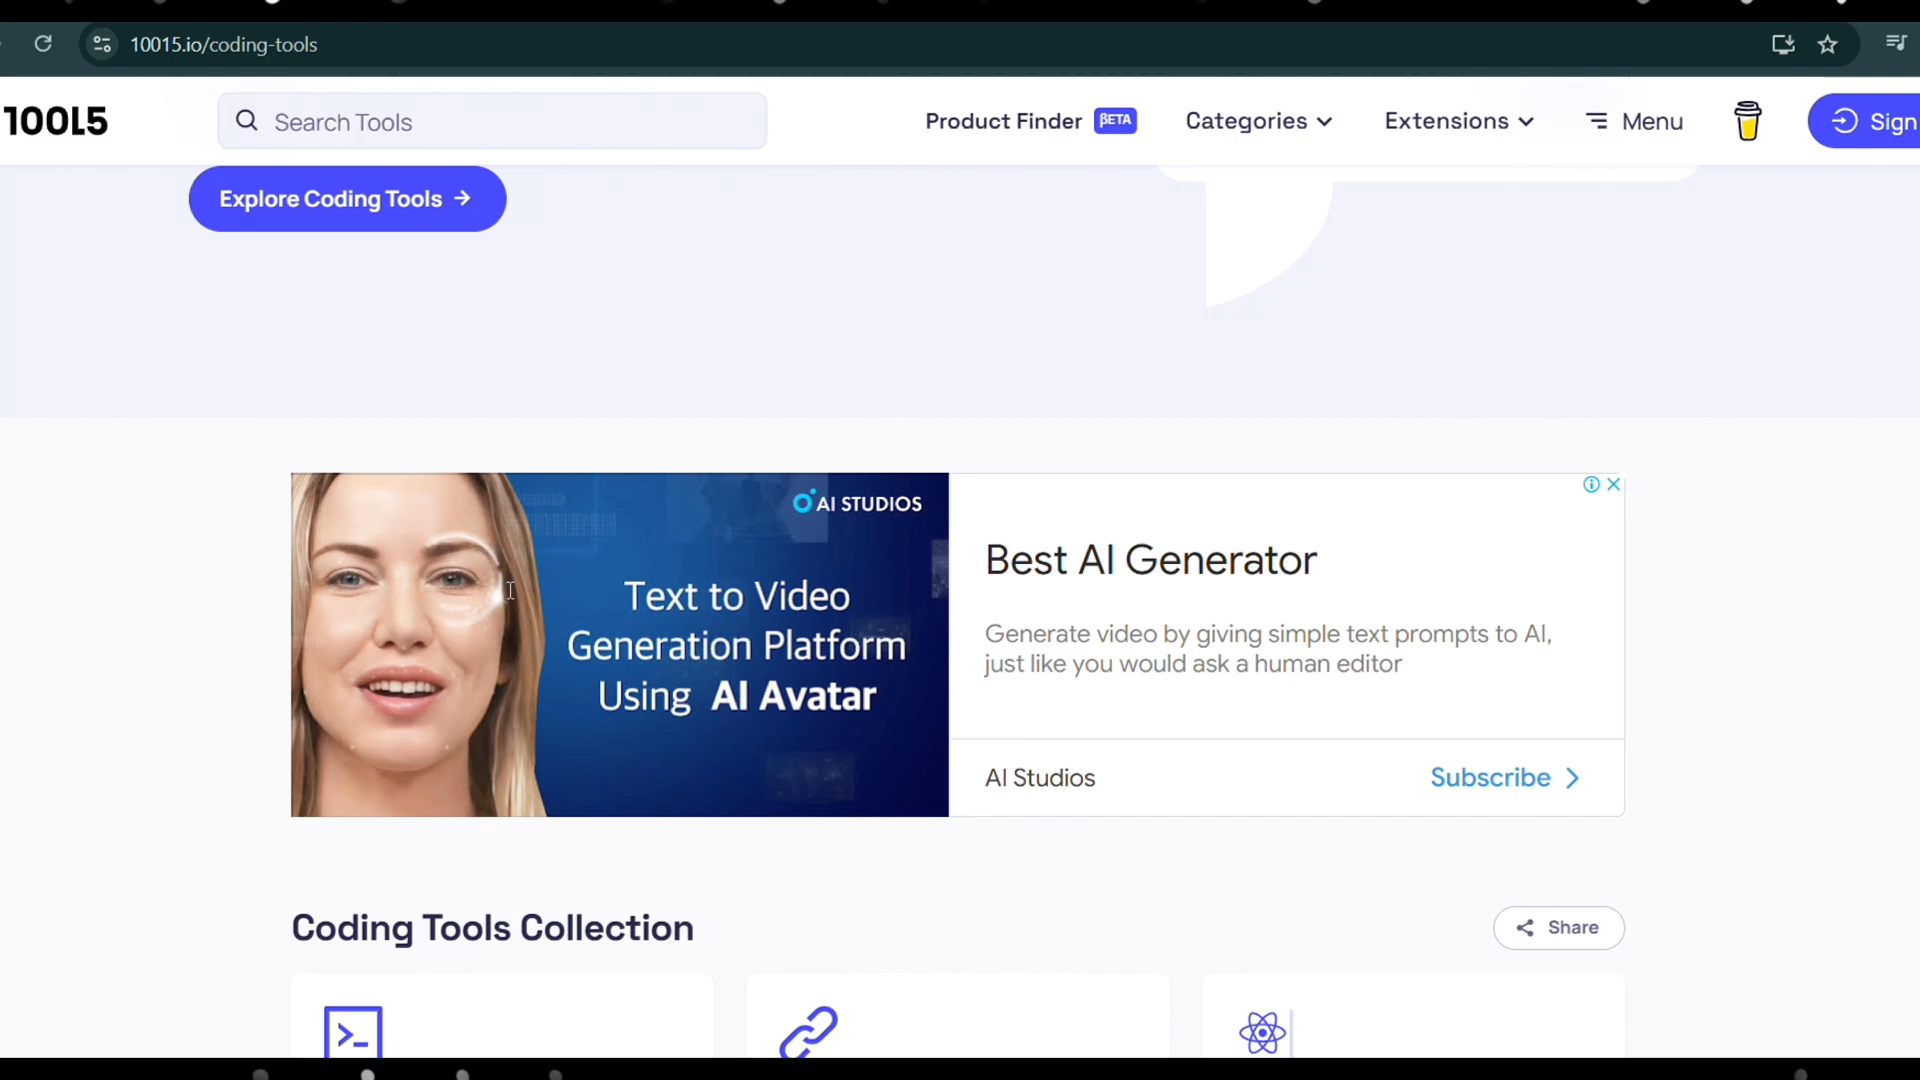 10015.io/coding-tools
10015
Search Tools
Product Finder BETA
Categories
Extensions
Menu
Sign
Explore Coding Tools →
AI STUDIOS
Text to Video
Generation Platform
Using AI Avatar
Best AI Generator
Generate video by giving simple text prompts to AI,
just like you would ask a human editor
AI Studios
Subscribe
Coding Tools Collection
Share